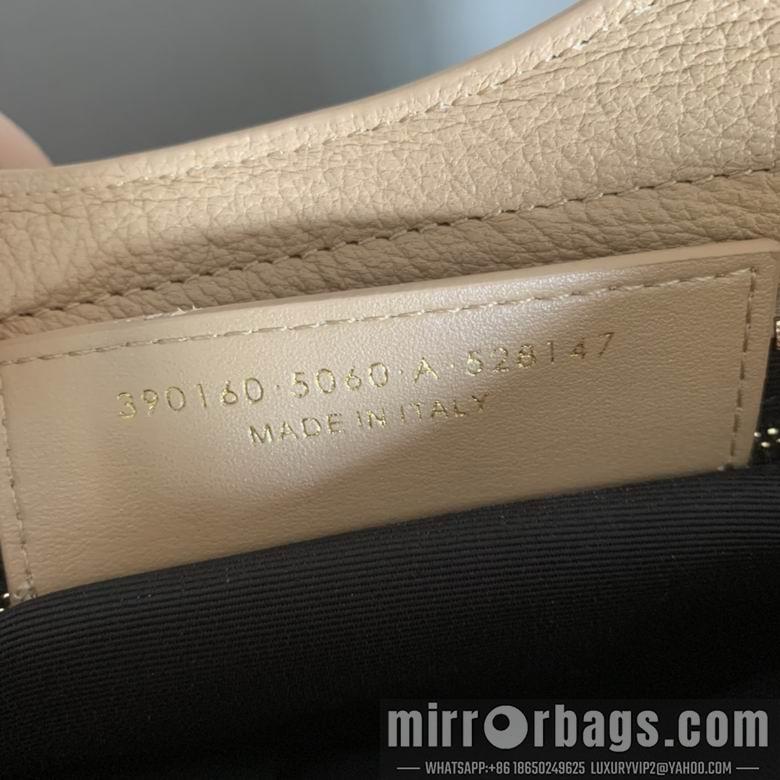 390160·5060·A·528147
MADE IN ITALY
mirrorbags.com
WHATSAPP:+86 18650249625 LUXURYVIP2@YAHOO.COM